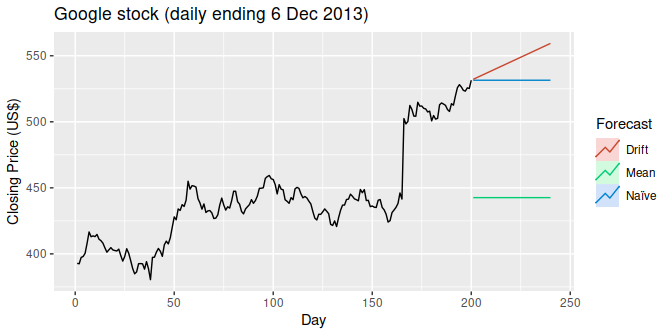 Google stock (daily ending 6 Dec 2013)
Closing Price (US$)
550
500
450
400
0 50 100 150 200 250
Day
Forecast
Drift
Mean
Naïve